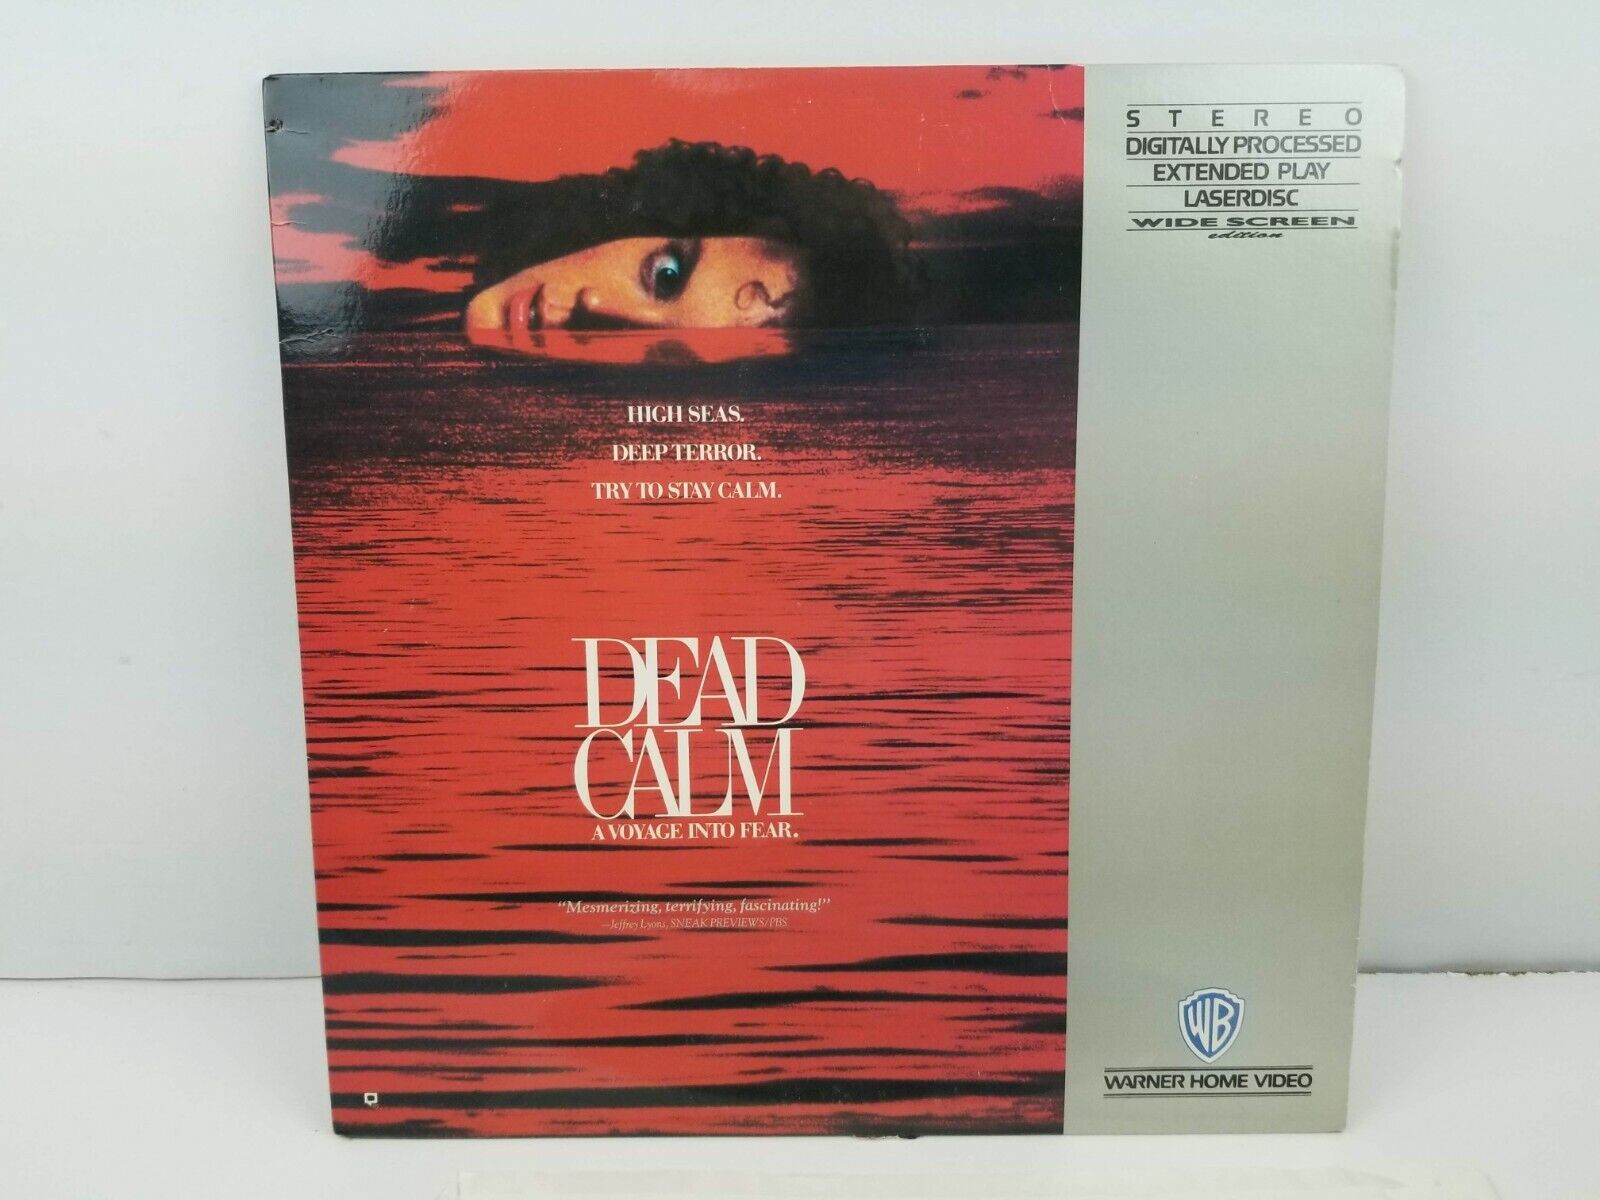 STEREO
DIGITALLY PROCESSED
EXTENDED PLAY
LASERDISC
WIDE SCREEN
edition
HIGH SEAS.
DEEP TERROR.
TRY TO STAY CALM.
DEAD
CALM
A VOYAGE INTO FEAR.
"Mesmerizing, terrifying, fascinating!"
—Jeffrey Lyons, SNEAK PREVIEWS/PBS
WB
WARNER HOME VIDEO